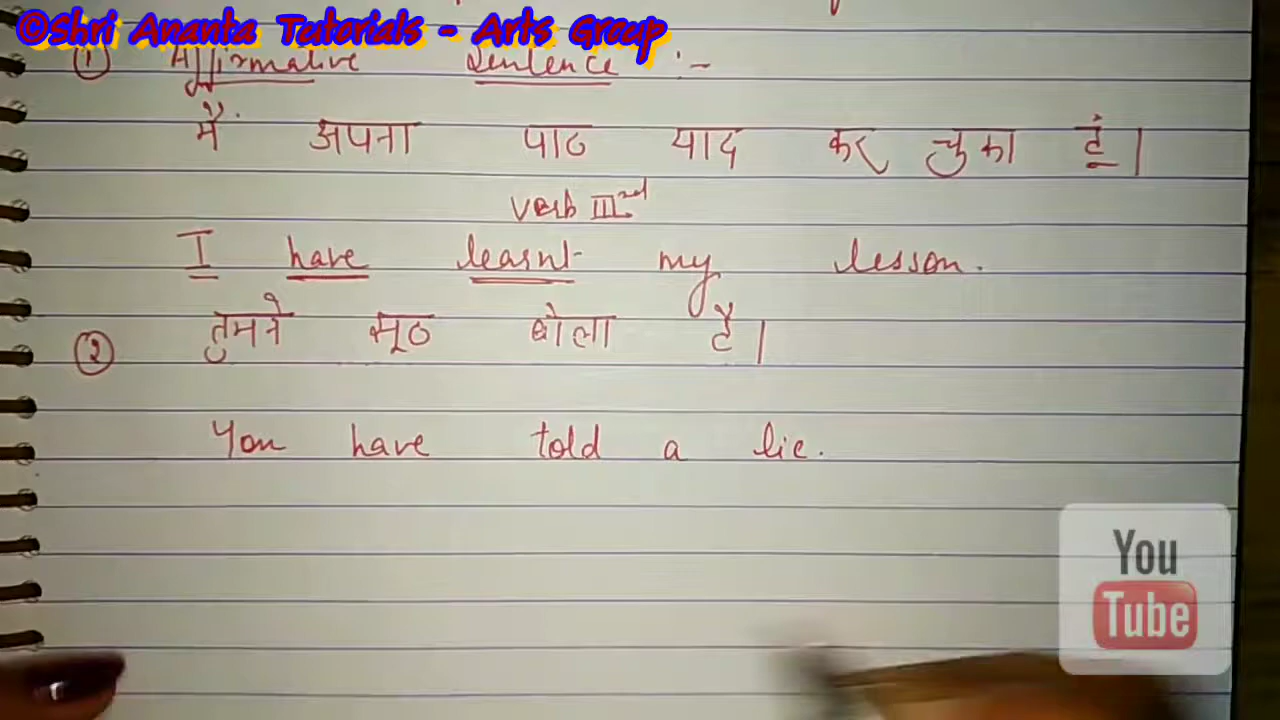 ©Shri Ananta Tutorials - Arts Group
① Affirmative Sentence :-
मैं अपना पाठ याद कर चुका हूं।
Verb III
I have learnt my lesson.
② तुमने झूठ बोला है।
You have told a lie.
You
Tube